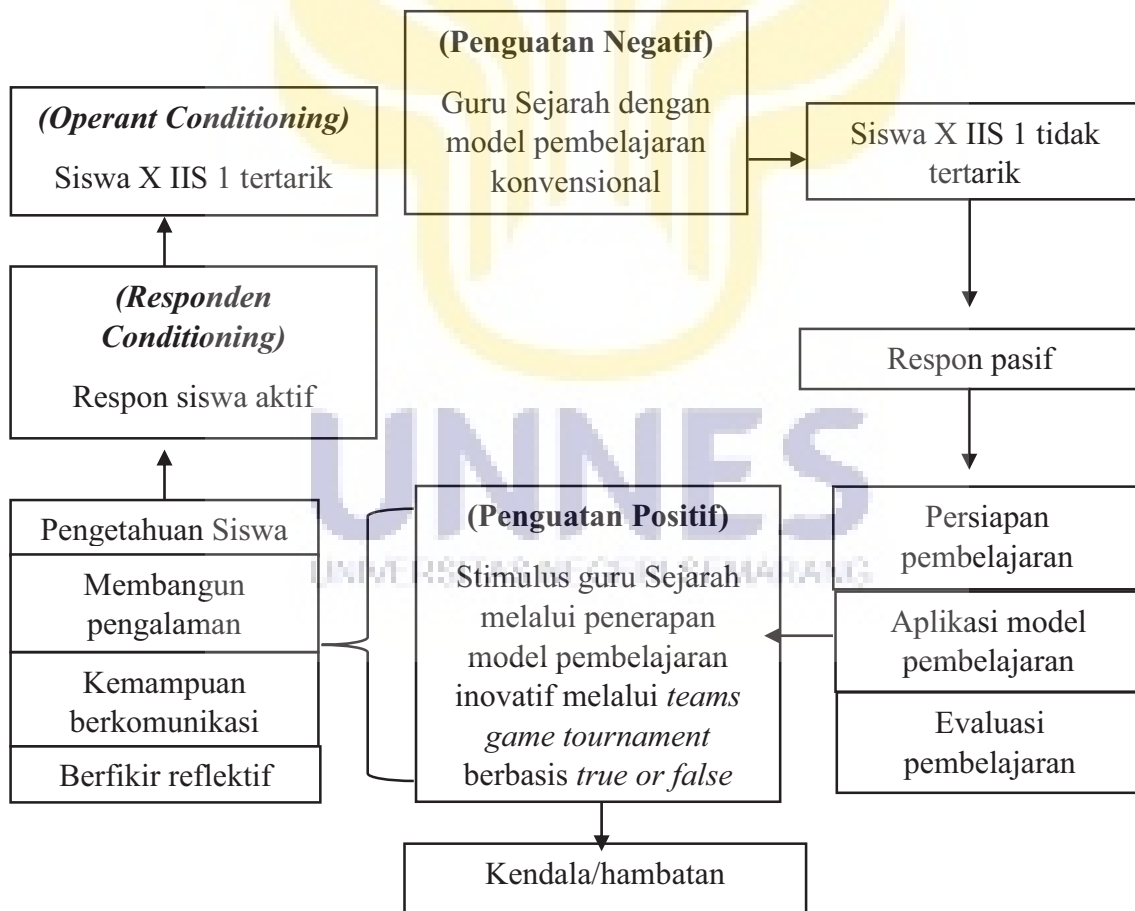 (Penguatan Negatif)
Guru Sejarah dengan
model pembelajaran
konvensional
Siswa X IIS 1 tidak
tertarik
Respon pasif
Persiapan
pembelajaran
Aplikasi model
pembelajaran
Evaluasi
pembelajaran
(Penguatan Positif)
Stimulus guru Sejarah
melalui penerapan
model pembelajaran
inovatif melalui teams
game tournament
berbasis true or false
Kendala/hambatan
Pengetahuan Siswa
Membangun
pengalaman
Kemampuan
berkomunikasi
Berfikir reflektif
(Responden
Conditioning)
Respon siswa aktif
(Operant Conditioning)
Siswa X IIS 1 tertarik
UNNES
UNIVERSITAS NEGERI SEMARANG